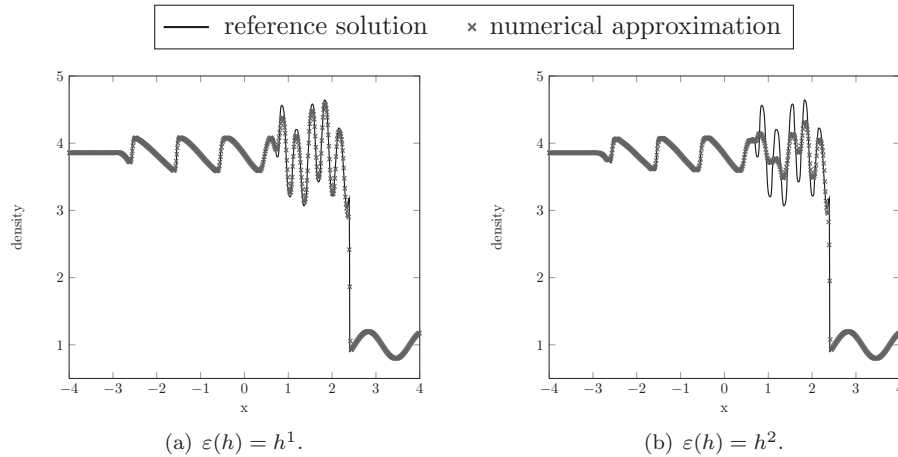 reference solution × numerical approximation
5
4
3
2
1
density
−4 −3 −2 −1 0 1 2 3 4
x
(a) ε(h) = h¹.
5
4
3
2
1
density
−4 −3 −2 −1 0 1 2 3 4
x
(b) ε(h) = h².